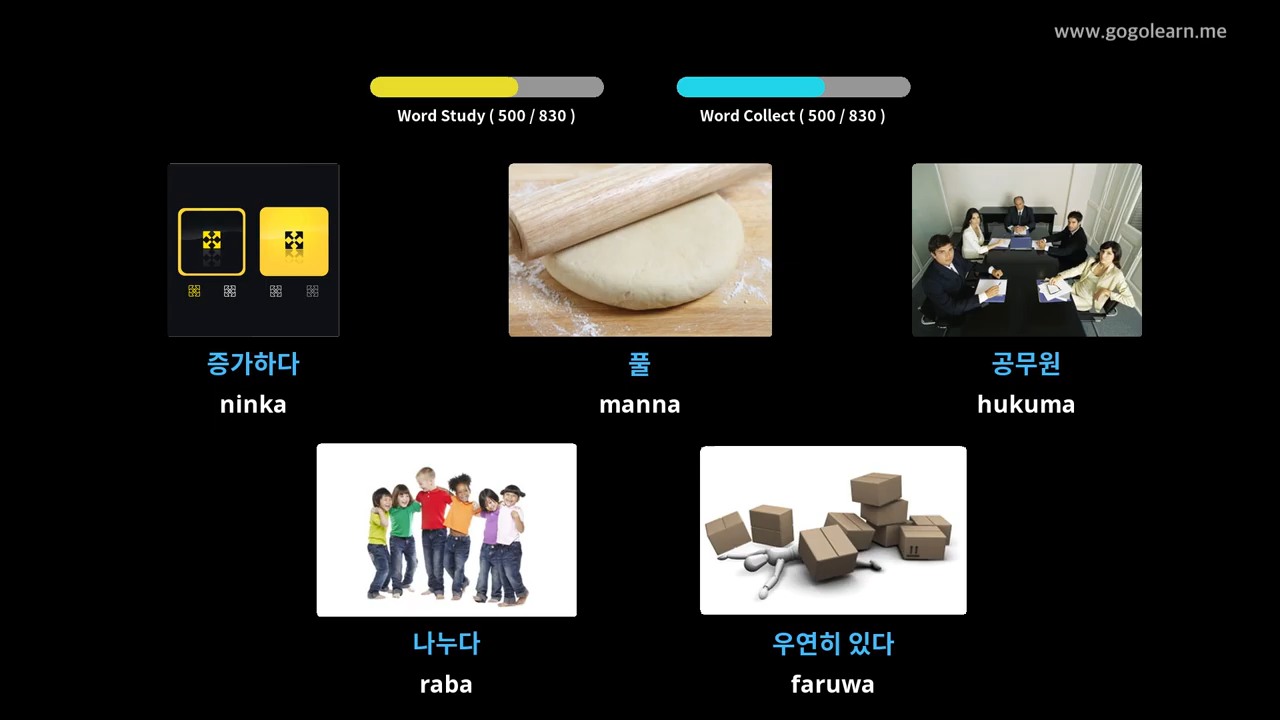 www.gogolearn.me
Word Study ( 500 / 830 )
Word Collect ( 500 / 830 )
증가하다
ninka
풀
manna
공무원
hukuma
나누다
raba
우연히 있다
faruwa